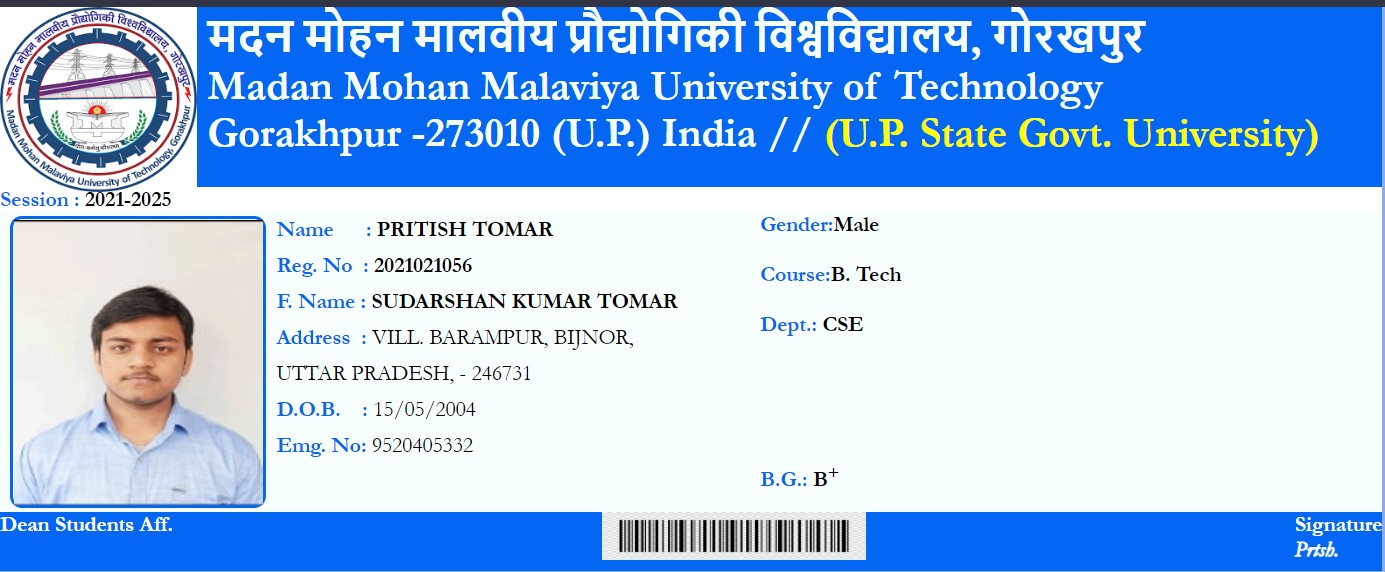 मदन मोहन मालवीय प्रौद्योगिकी विश्वविद्यालय, गोरखपुर
Madan Mohan Malaviya University of Technology
Gorakhpur -273010 (U.P.) India // (U.P. State Govt. University)
मदन मोहन मालवीय प्रौद्योगिकी विश्वविद्यालय, गोरखपुर
Madan Mohan Malaviya University of Technology, Gorakhpur
Session : 2021-2025
Name : PRITISH TOMAR
Reg. No : 2021021056
F. Name : SUDARSHAN KUMAR TOMAR
Address : VILL. BARAMPUR, BIJNOR,
UTTAR PRADESH, - 246731
D.O.B. : 15/05/2004
Emg. No: 9520405332
Gender:Male
Course:B. Tech
Dept.: CSE
B.G.: B+
Dean Students Aff.
Signature
Prtsh.